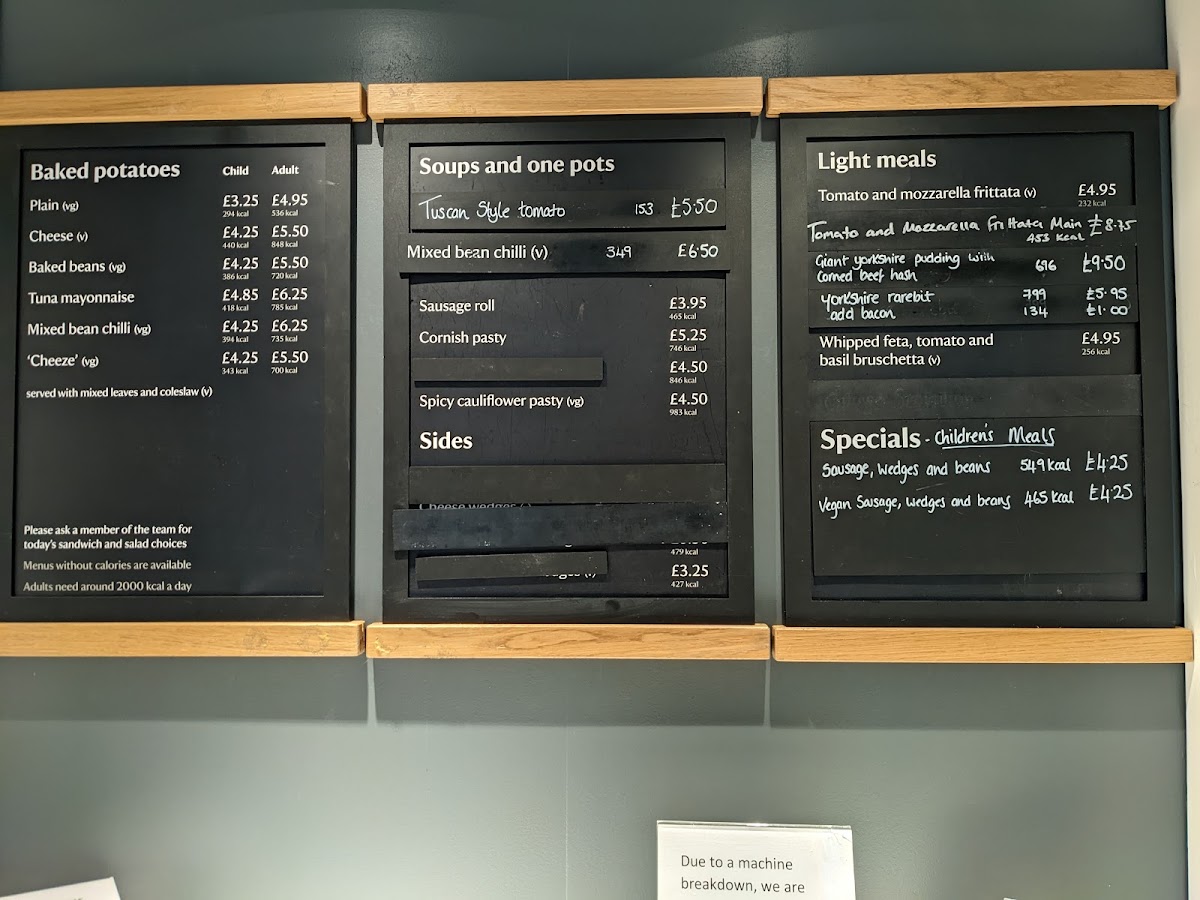 Baked potatoes Child Adult
Plain (vg) £3.25 £4.95
294 kcal 536 kcal
Cheese (v) £4.25 £5.50
440 kcal 848 kcal
Baked beans (vg) £4.25 £5.50
386 kcal 720 kcal
Tuna mayonnaise £4.85 £6.25
418 kcal 785 kcal
Mixed bean chilli (vg) £4.25 £6.25
394 kcal 735 kcal
‘Cheeze’ (vg) £4.25 £5.50
343 kcal 700 kcal
served with mixed leaves and coleslaw (v)
Please ask a member of the team for
today's sandwich and salad choices
Menus without calories are available
Adults need around 2000 kcal a day
Soups and one pots
Tuscan Style tomato 153 £5.50
Mixed bean chilli (v) 349 £6.50
Sausage roll £3.95
465 kcal
Cornish pasty £5.25
746 kcal
£4.50
846 kcal
Spicy cauliflower pasty (vg) £4.50
983 kcal
Sides
Cheese wedges
479 kcal
£3.25
427 kcal
Light meals
Tomato and mozzarella frittata (v) £4.95
232 kcal
Tomato and Mozzarella Frittata Main £8.75
453 kcal
Giant yorkshire pudding with
corned beef hash 696 £9.50
Yorkshire rarebit 799 £5.95
add bacon 134 £1.00
Whipped feta, tomato and £4.95
basil bruschetta (v) 256 kcal
Specials - Children's Meals
Sausage, wedges and beans 549 kcal £4.25
Vegan Sausage, wedges and beans 465 kcal £4.25
Due to a machine
breakdown, we are